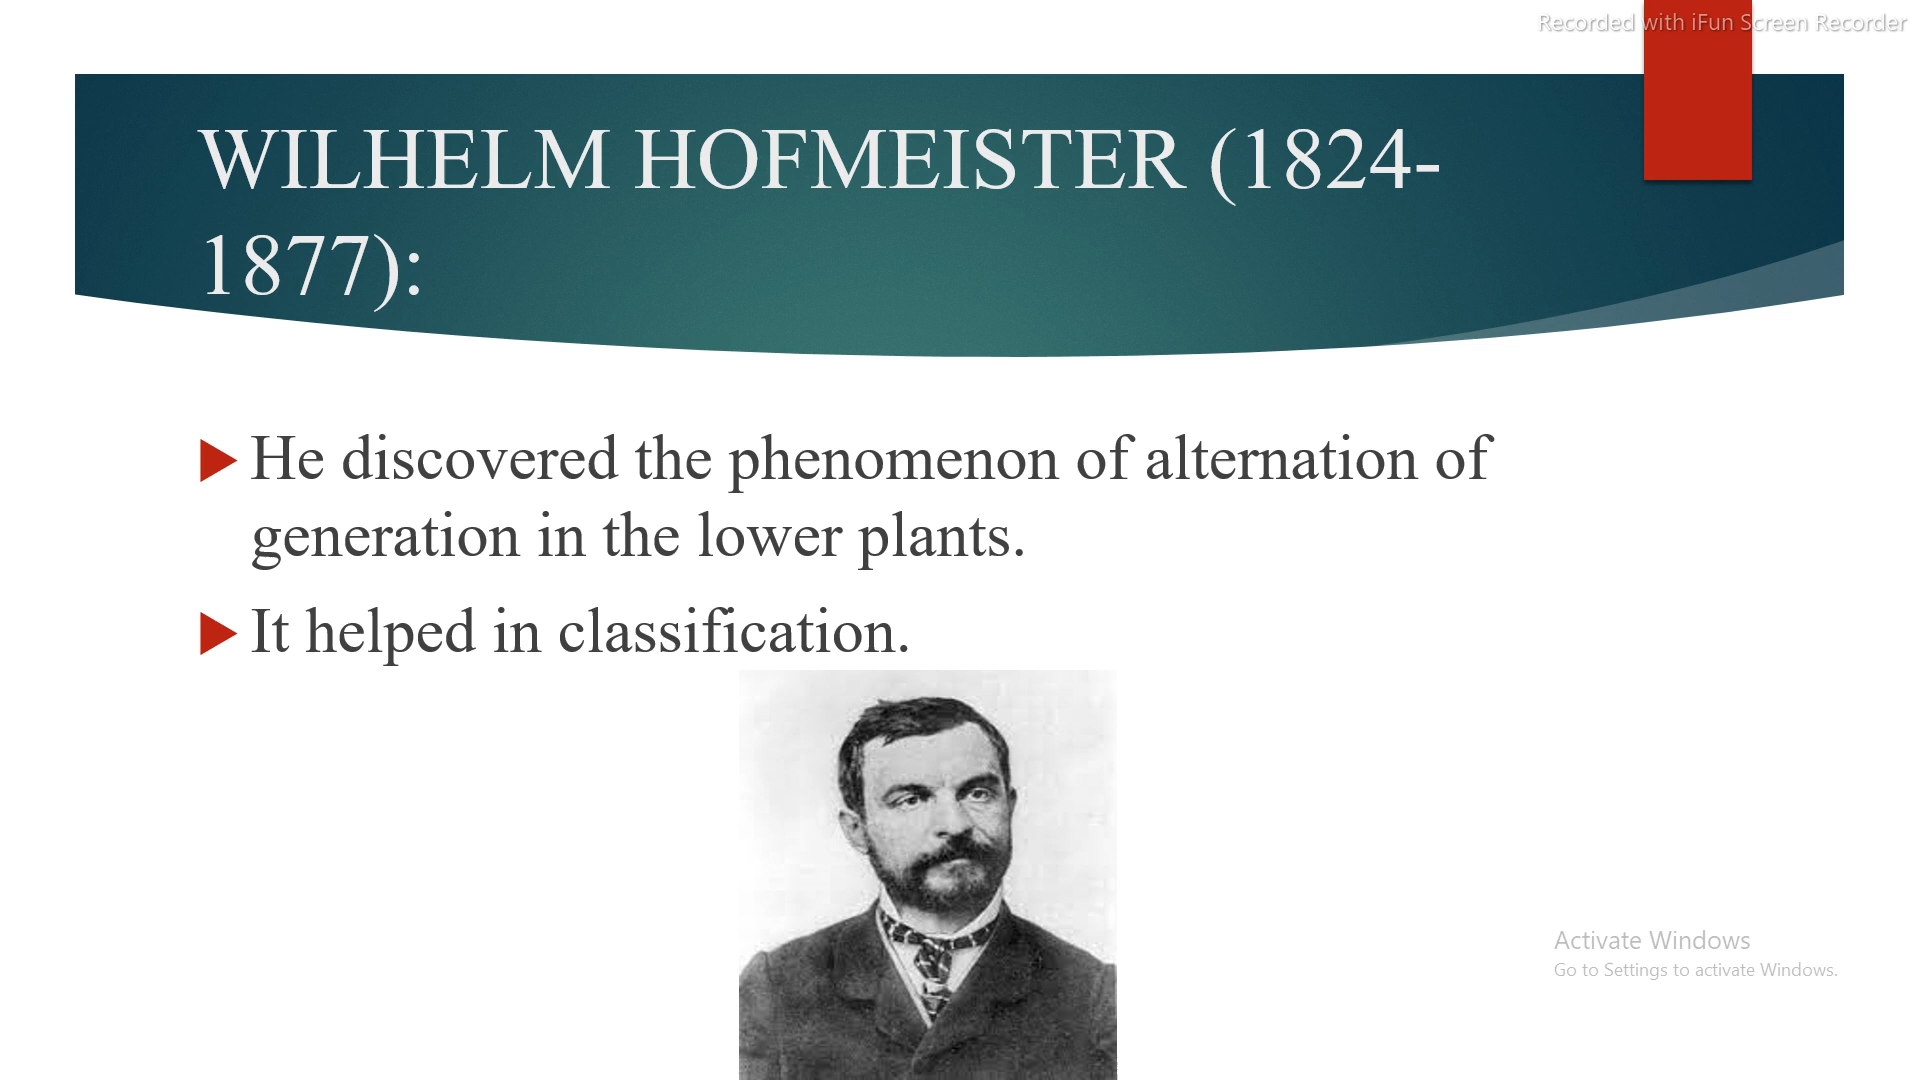 Recorded with iFun Screen Recorder
WILHELM HOFMEISTER (1824-
1877):
He discovered the phenomenon of alternation of
generation in the lower plants.
It helped in classification.
Activate Windows
Go to Settings to activate Windows.